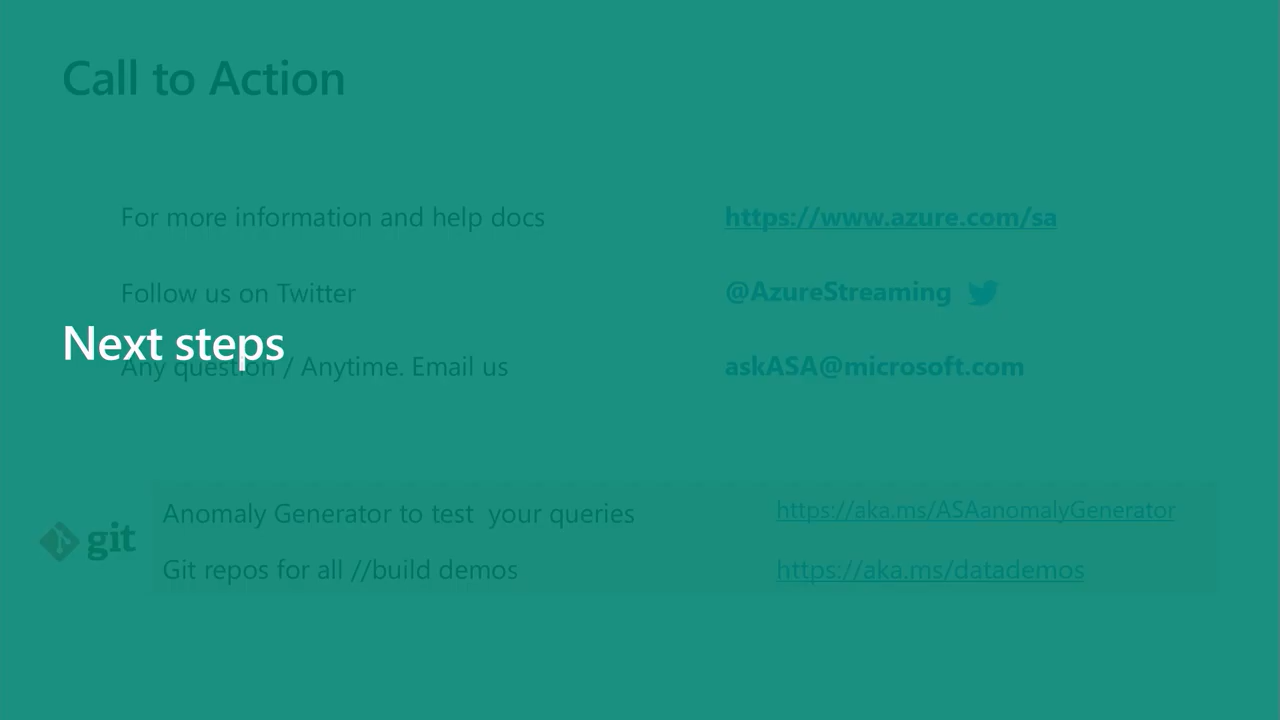 Call to Action
For more information and help docs https://www.azure.com/sa
Follow us on Twitter @AzureStreaming
Next steps
Any question / Anytime. Email us askASA@microsoft.com
Anomaly Generator to test  your queries https://aka.ms/ASAanomalyGenerator
git
Git repos for all //build demos https://aka.ms/datademos